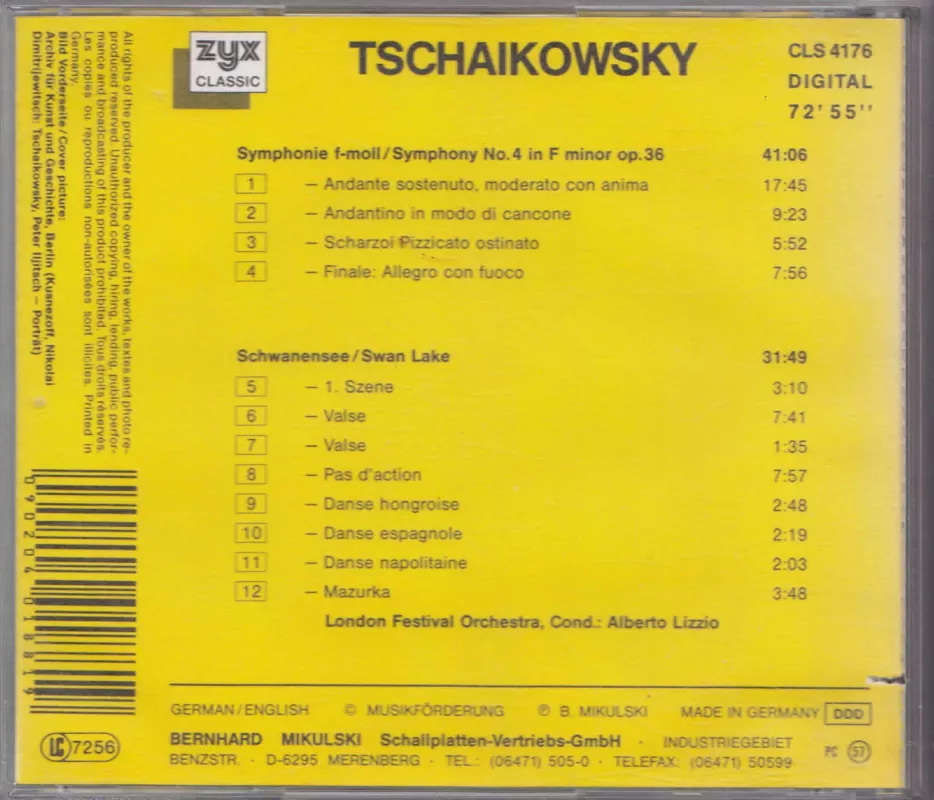 zyx
CLASSIC
TSCHAIKOWSKY
CLS 4176
DIGITAL
72'55''
Symphonie f-moll/Symphony No.4 in F minor op.36 41:06
1 – Andante sostenuto, moderato con anima 17:45
2 – Andantino in modo di cancone 9:23
3 – Scharzoi Pizzicato ostinato 5:52
4 – Finale: Allegro con fuoco 7:56
Schwanensee/Swan Lake 31:49
5 – 1. Szene 3:10
6 – Valse 7:41
7 – Valse 1:35
8 – Pas d'action 7:57
9 – Danse hongroise 2:48
10 – Danse espagnole 2:19
11 – Danse napolitaine 2:03
12 – Mazurka 3:48
London Festival Orchestra, Cond.: Alberto Lizzio
GERMAN/ENGLISH © MUSIKFÖRDERUNG ℗ B. MIKULSKI MADE IN GERMANY DDD
BERNHARD MIKULSKI Schallplatten-Vertriebs-GmbH · INDUSTRIEGEBIET
BENZSTR. · D-6295 MERENBERG · TEL.: (06471) 505-0 · TELEFAX: (06471) 50599
PC 57
All rights of the producer and the owner of the works, textes and photo re-
produced reserved. Unauthorized copying, hiring, lending, public perfor-
mance and broadcasting of this product prohibited. Tous droits réservés.
Les copies ou reproductions non-autorisées sont illicites. Printed in
Germany.
Bild Vorderseite/Cover picture:
Archiv für Kunst und Geschichte, Berlin (Kusnezoff, Nikolai
Dimitrijewitsch: Tschaikowsky, Peter Iljitsch – Porträt)
090204018819
LC 7256